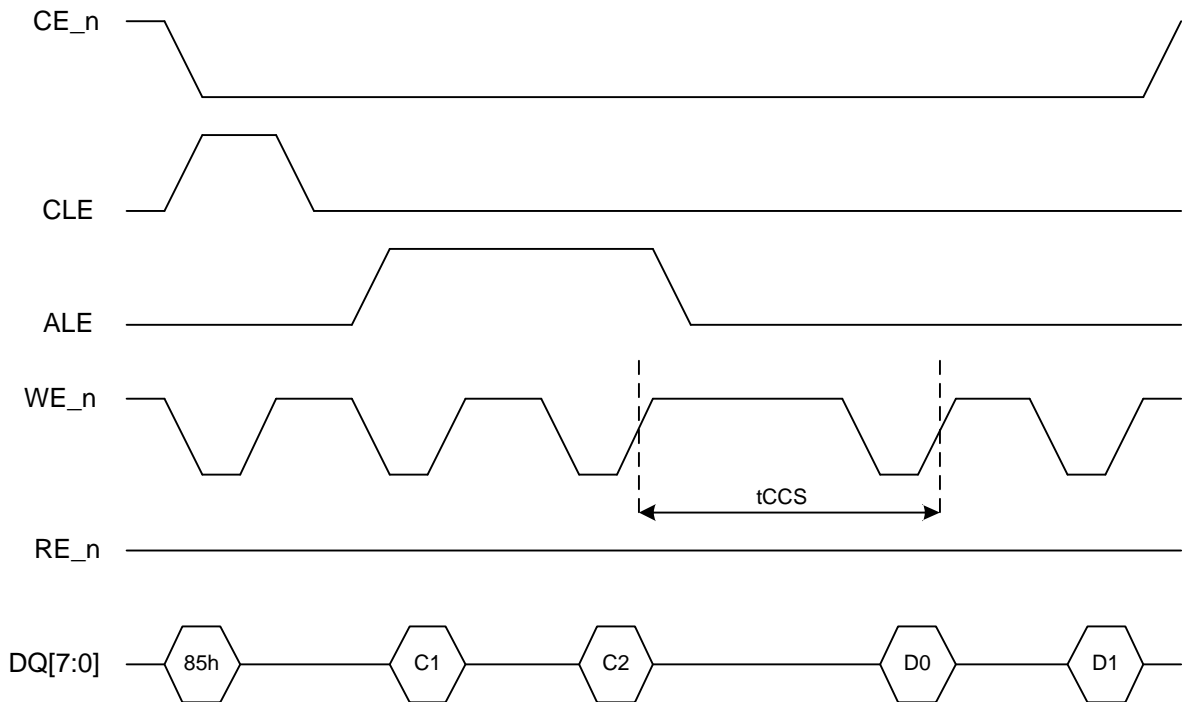 CE_n
CLE
ALE
WE_n
tCCS
RE_n
DQ[7:0]
85h
C1
C2
D0
D1